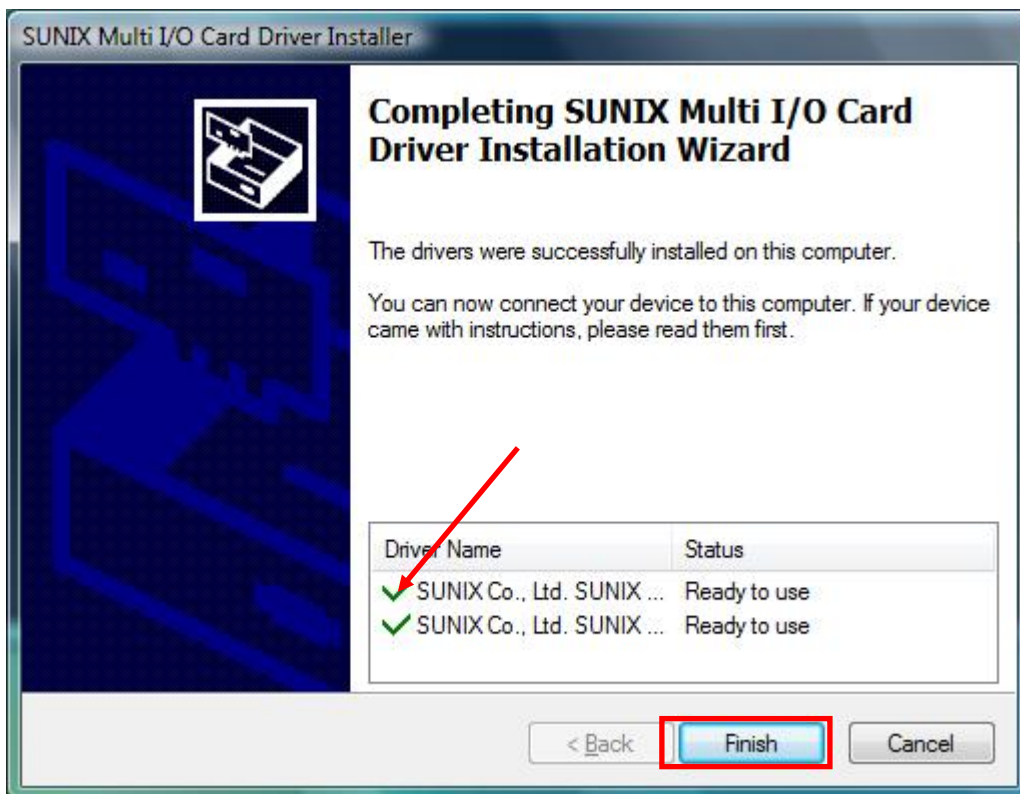 SUNIX Multi I/O Card Driver Installer
Completing SUNIX Multi I/O Card
Driver Installation Wizard
The drivers were successfully installed on this computer.
You can now connect your device to this computer. If your device
came with instructions, please read them first.
Driver Name Status
SUNIX Co., Ltd. SUNIX ... Ready to use
SUNIX Co., Ltd. SUNIX ... Ready to use
< Back Finish Cancel